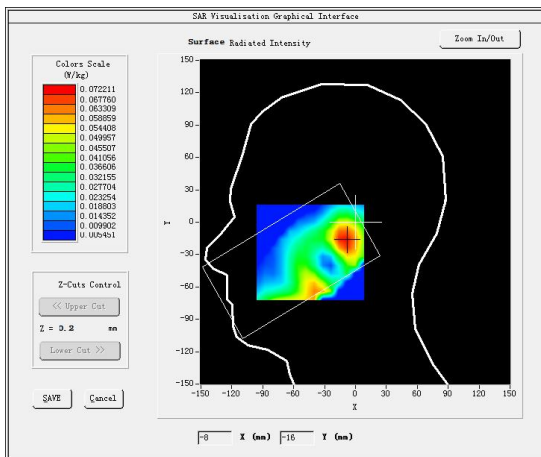 SAR Visualisation Graphical Interface
Surface Radiated Intensity
Zoom In/Out
Colors Scale
(W/kg)
0.072211
0.067760
0.063309
0.058859
0.054408
0.049957
0.045507
0.041056
0.036606
0.032155
0.027704
0.023254
0.018803
0.014352
0.009902
0.005451
150
120
90
60
30
0
-30
-60
-90
-120
-150
Y
-150 -120 -90 -60 -30 0 30 60 90 120 150
X
Z-Cuts Control
<< Upper Cut
Z = 0.2 mm
Lower Cut >>
SAVE Cancel
-8 X (mm) -16 Y (mm)